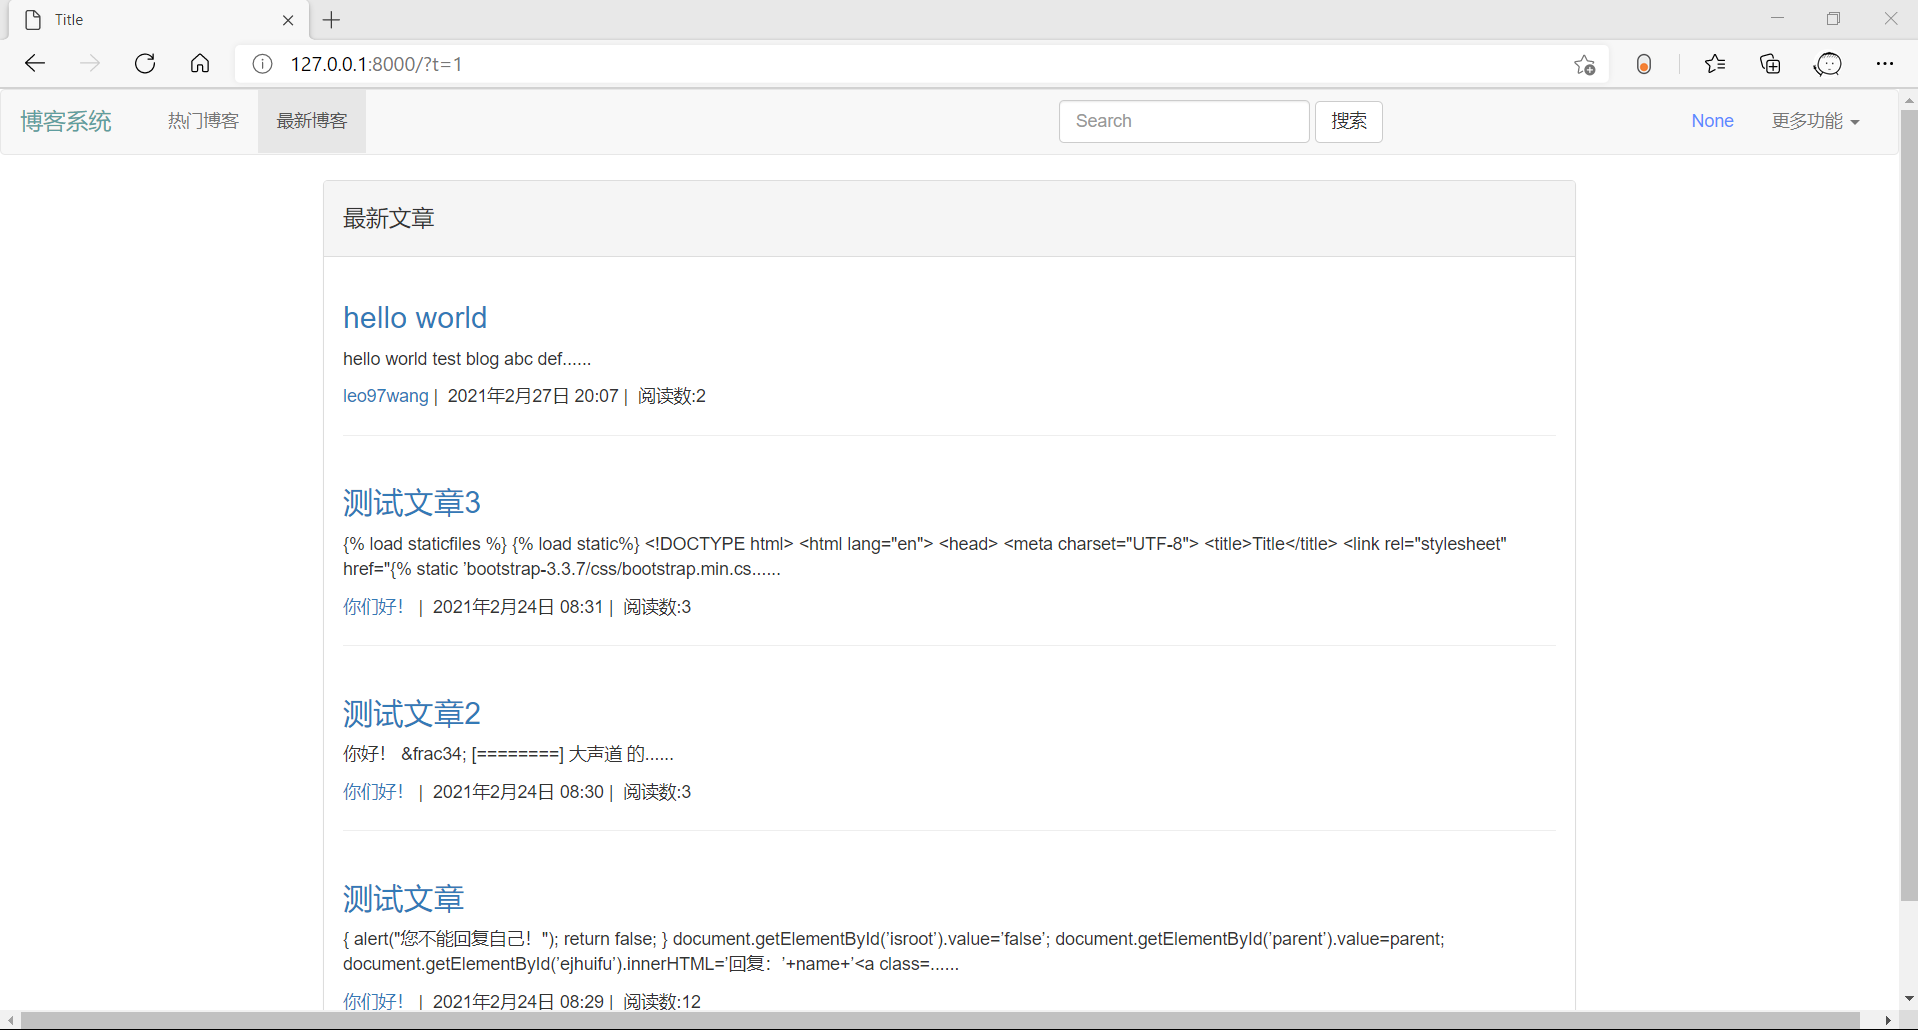 Title
127.0.0.1:8000/?t=1
博客系统 热门博客 最新博客 Search 搜索 None 更多功能
最新文章
hello world
hello world test blog abc def......
leo97wang | 2021年2月27日 20:07 | 阅读数:2
测试文章3
{% load staticfiles %} {% load static%} <!DOCTYPE html> <html lang="en"> <head> <meta charset="UTF-8"> <title>Title</title> <link rel="stylesheet"
href="{% static 'bootstrap-3.3.7/css/bootstrap.min.cs......
你们好！ | 2021年2月24日 08:31 | 阅读数:3
测试文章2
你好！ &frac34; [========] 大声道 的......
你们好！ | 2021年2月24日 08:30 | 阅读数:3
测试文章
{ alert("您不能回复自己！"); return false; } document.getElementById('isroot').value='false'; document.getElementById('parent').value=parent;
document.getElementById('ejhuifu').innerHTML='回复：'+name+'<a class=......
你们好！ | 2021年2月24日 08:29 | 阅读数:12